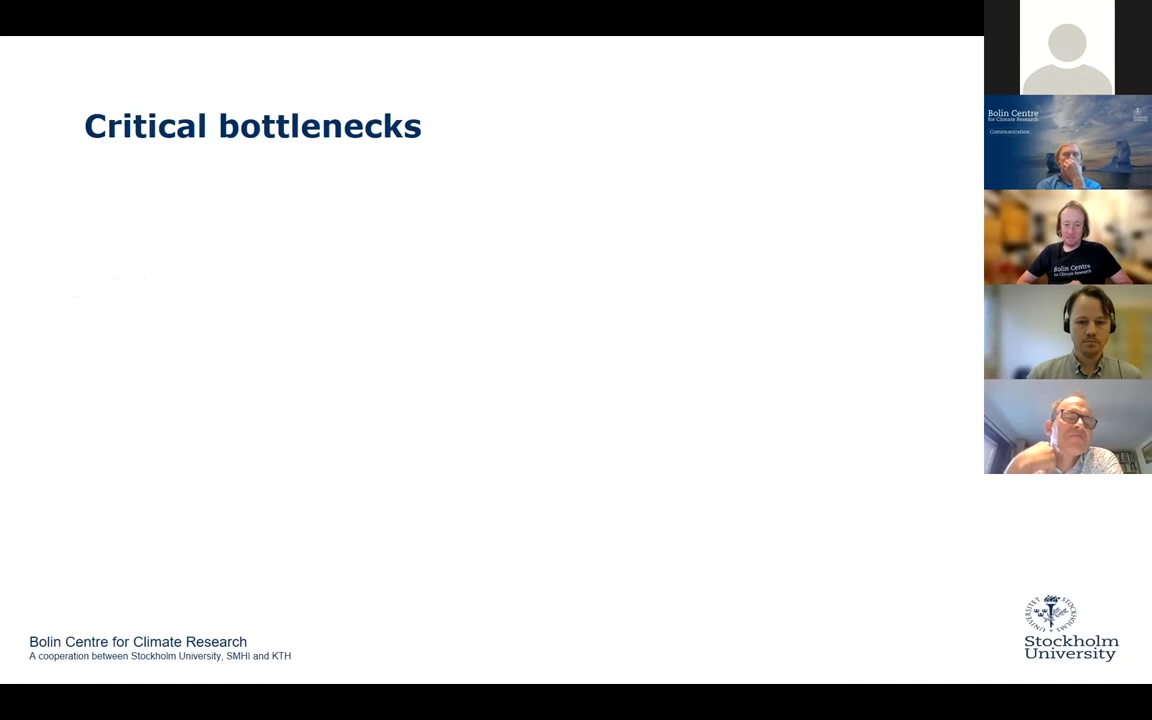 Critical bottlenecks
Bolin Centre
for Climate Research
Communication
Bolin Centre
for Climate Research
Bolin Centre for Climate Research
A cooperation between Stockholm University, SMHI and KTH
Stockholm
University